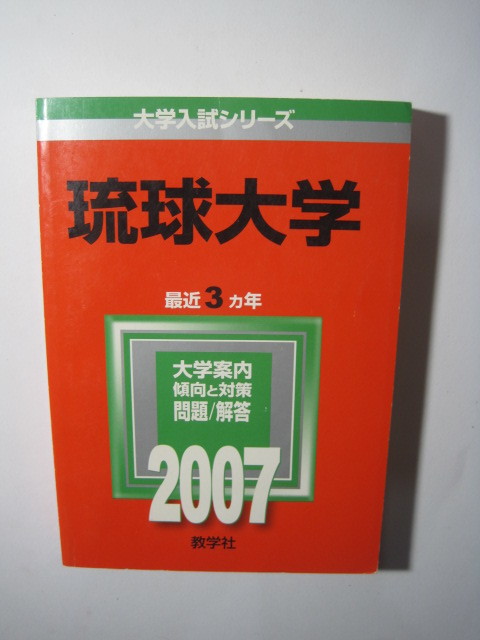 大学入試シリーズ
琉球大学
最近3ヵ年
大学案内
傾向と対策
問題/解答
2007
教学社